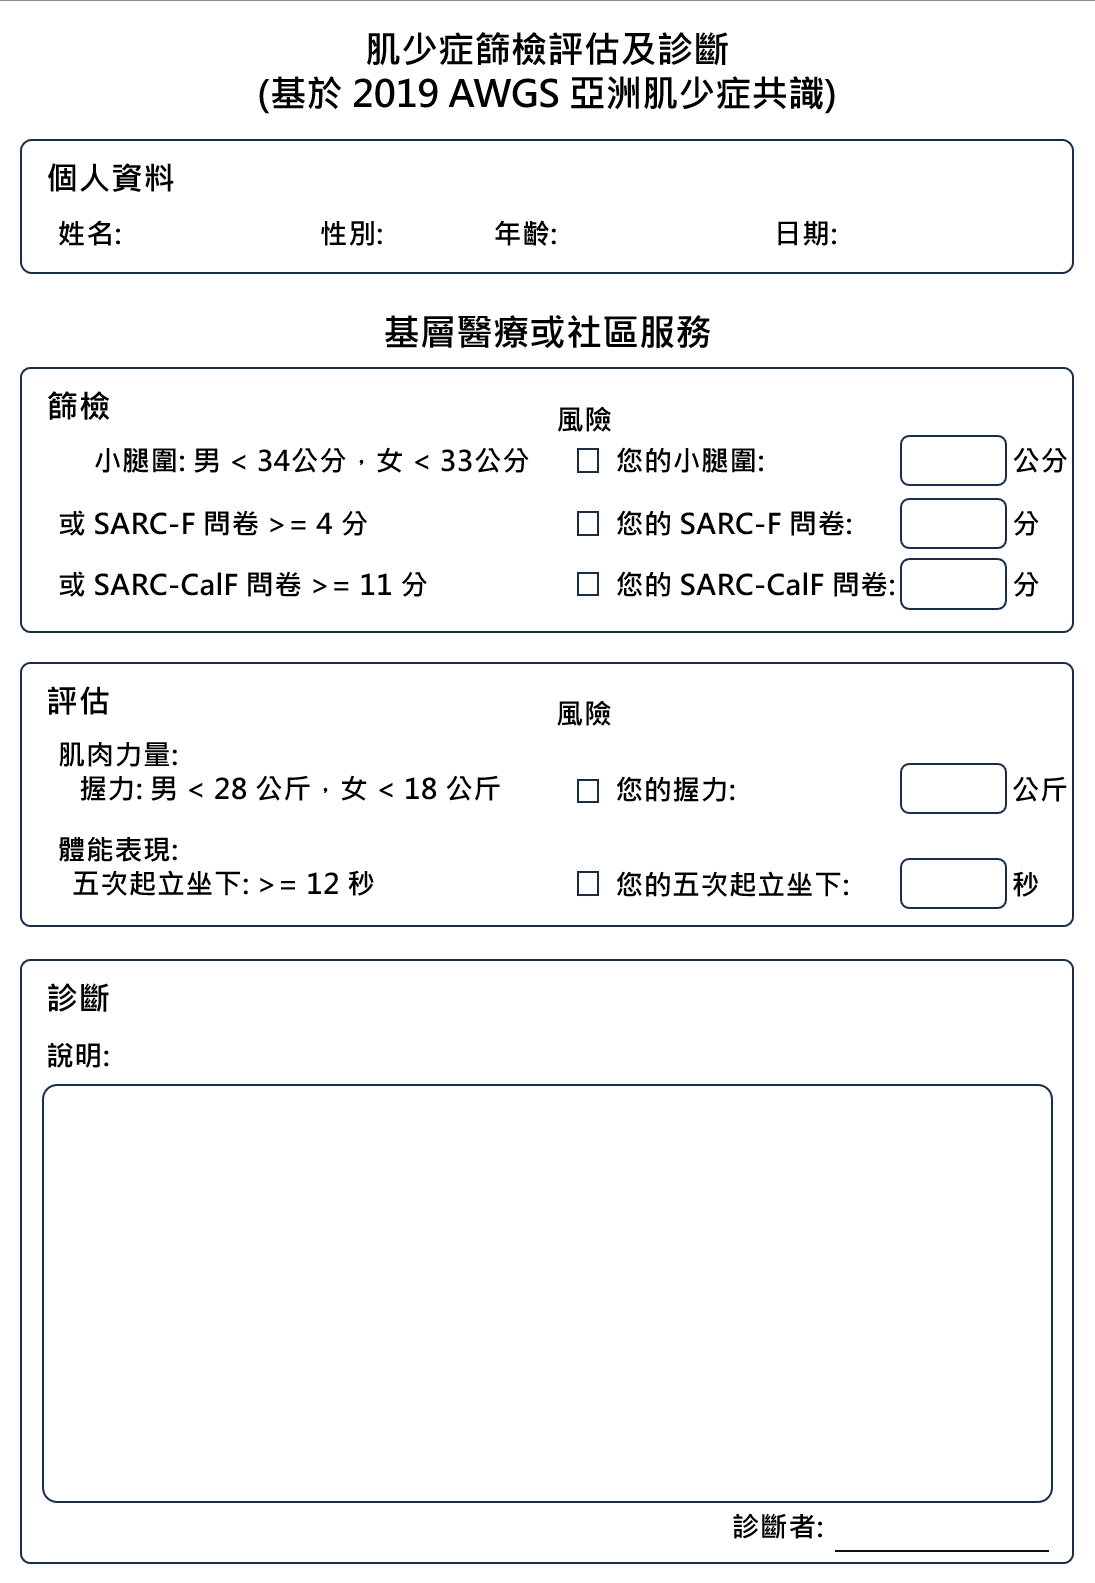 肌少症篩檢評估及診斷
(基於 2019 AWGS 亞洲肌少症共識)
個人資料
姓名: 性別: 年齡: 日期:
基層醫療或社區服務
篩檢
風險
小腿圍: 男 < 34公分，女 < 33公分 您的小腿圍: 公分
或 SARC-F 問卷 >= 4 分 您的 SARC-F 問卷: 分
或 SARC-CalF 問卷 >= 11 分 您的 SARC-CalF 問卷: 分
評估
風險
肌肉力量:
握力: 男 < 28 公斤，女 < 18 公斤 您的握力: 公斤
體能表現:
五次起立坐下: >= 12 秒 您的五次起立坐下: 秒
診斷
說明:
診斷者: